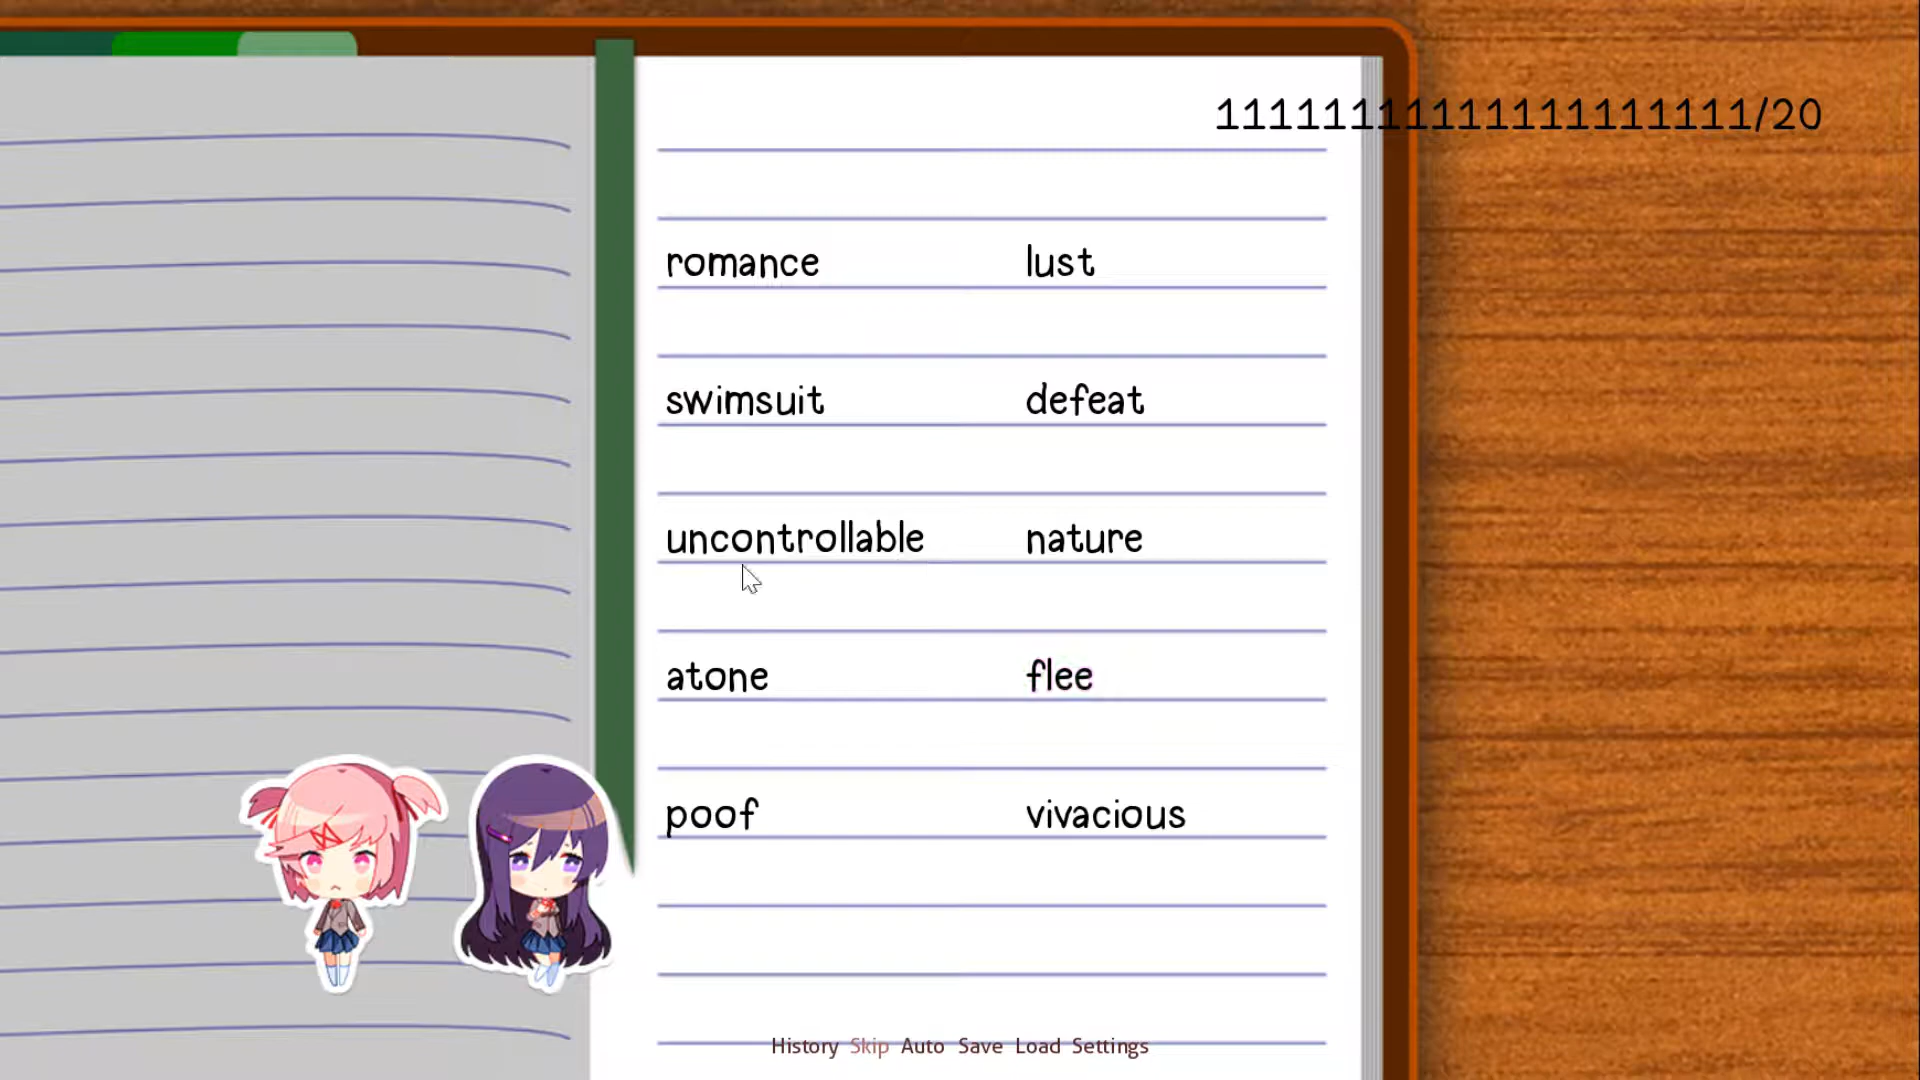 11111111111111111111/20
romance lust
swimsuit defeat
uncontrollable nature
atone flee
poof vivacious
History Skip Auto Save Load Settings